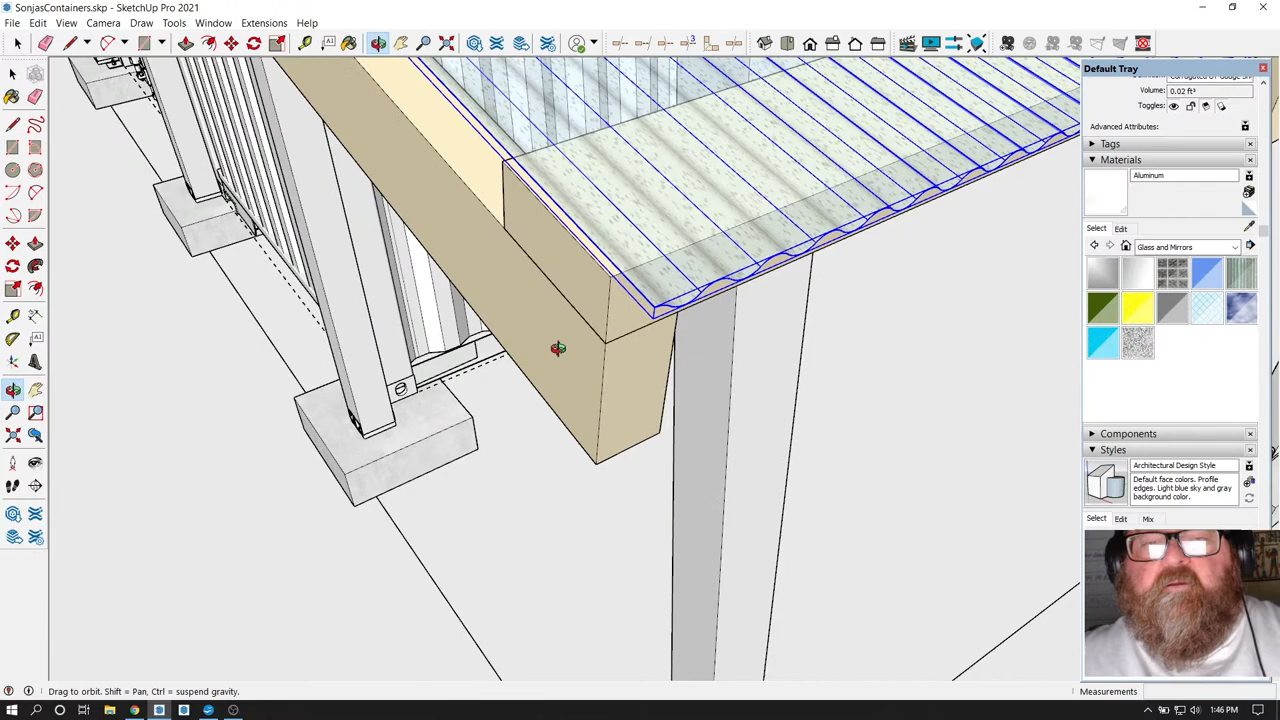 SonjasContainers.skp - SketchUp Pro 2021
File Edit View Camera Draw Tools Window Extensions Help
3
Default Tray
Volume: 0.02 ft³
Toggles:
Advanced Attributes:
Tags
Materials
Aluminum
Select Edit
Glass and Mirrors
Components
Styles
Architectural Design Style
Default face colors. Profile
edges. Light blue sky and gray
background color.
Select Edit Mix
Drag to orbit. Shift = Pan, Ctrl = suspend gravity.
Measurements
1:46 PM